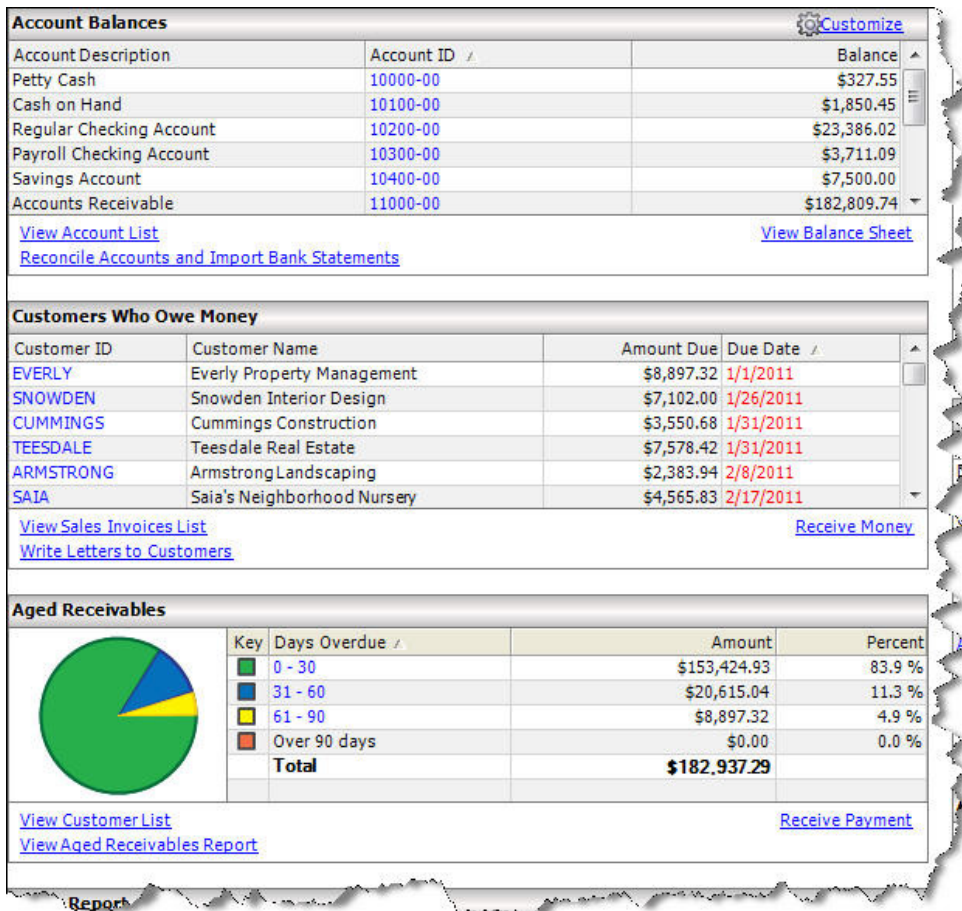 Account Balances Customize
Account Description Account ID Balance
Petty Cash 10000-00 $327.55
Cash on Hand 10100-00 $1,850.45
Regular Checking Account 10200-00 $23,386.02
Payroll Checking Account 10300-00 $3,711.09
Savings Account 10400-00 $7,500.00
Accounts Receivable 11000-00 $182,809.74
View Account List View Balance Sheet
Reconcile Accounts and Import Bank Statements
Customers Who Owe Money
Customer ID Customer Name Amount Due Due Date
EVERLY Everly Property Management $8,897.32 1/1/2011
SNOWDEN Snowden Interior Design $7,102.00 1/26/2011
CUMMINGS Cummings Construction $3,550.68 1/31/2011
TEESDALE Teesdale Real Estate $7,578.42 1/31/2011
ARMSTRONG Armstrong Landscaping $2,383.94 2/8/2011
SAIA Saia's Neighborhood Nursery $4,565.83 2/17/2011
View Sales Invoices List Receive Money
Write Letters to Customers
Aged Receivables
Key Days Overdue Amount Percent
0 - 30 $153,424.93 83.9 %
31 - 60 $20,615.04 11.3 %
61 - 90 $8,897.32 4.9 %
Over 90 days $0.00 0.0 %
Total $182,937.29
View Customer List Receive Payment
View Aged Receivables Report
Report